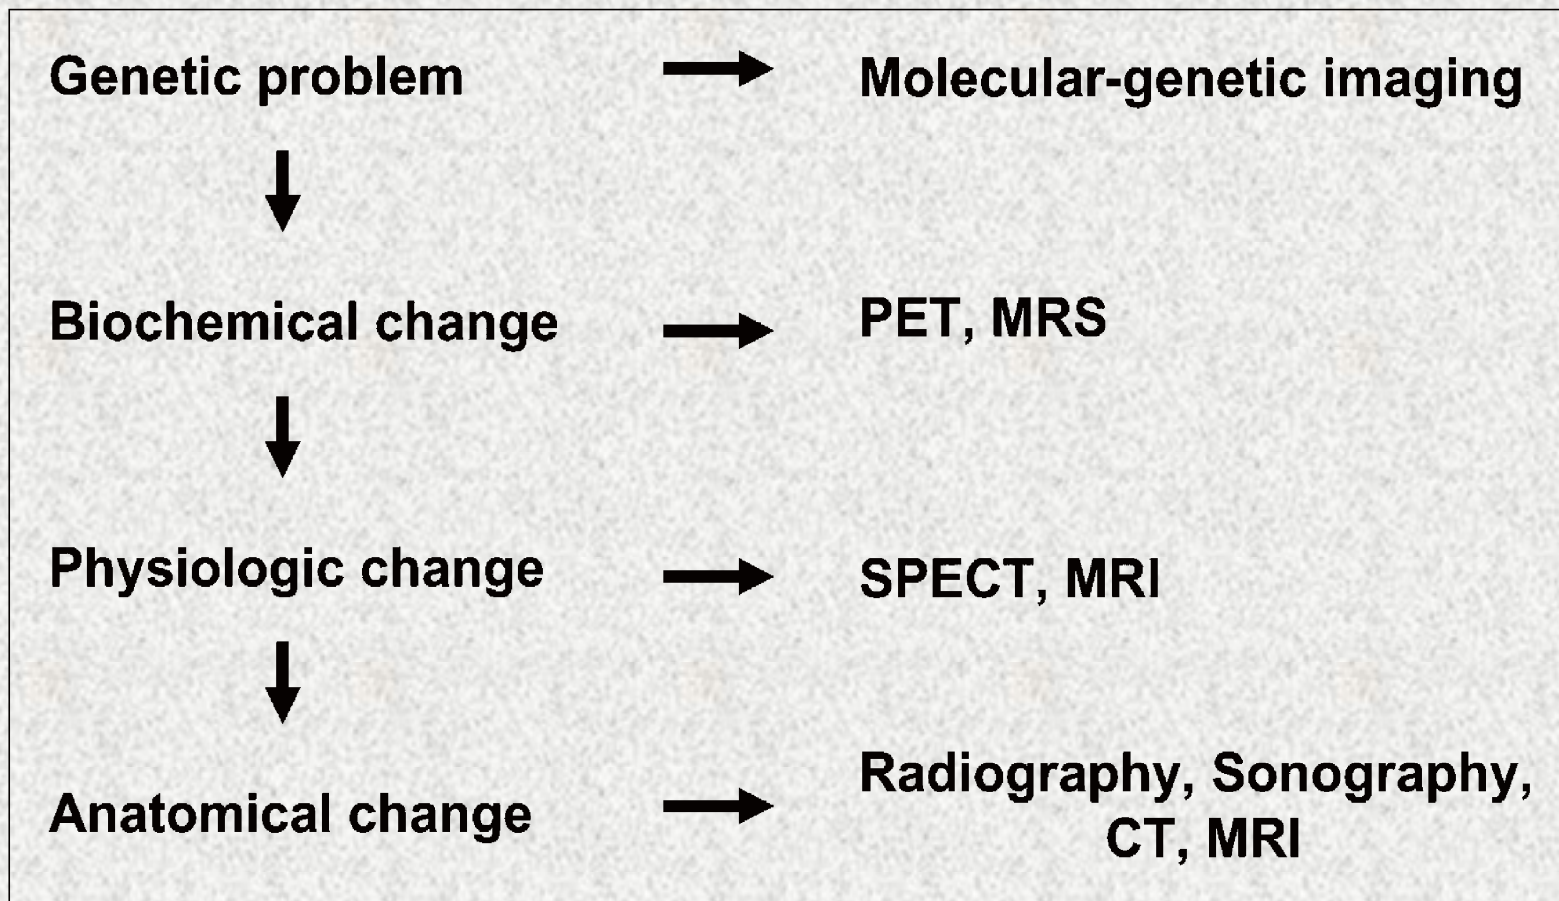 Genetic problem
Molecular-genetic imaging
Biochemical change
PET, MRS
Physiologic change
SPECT, MRI
Anatomical change
Radiography, Sonography,
CT, MRI